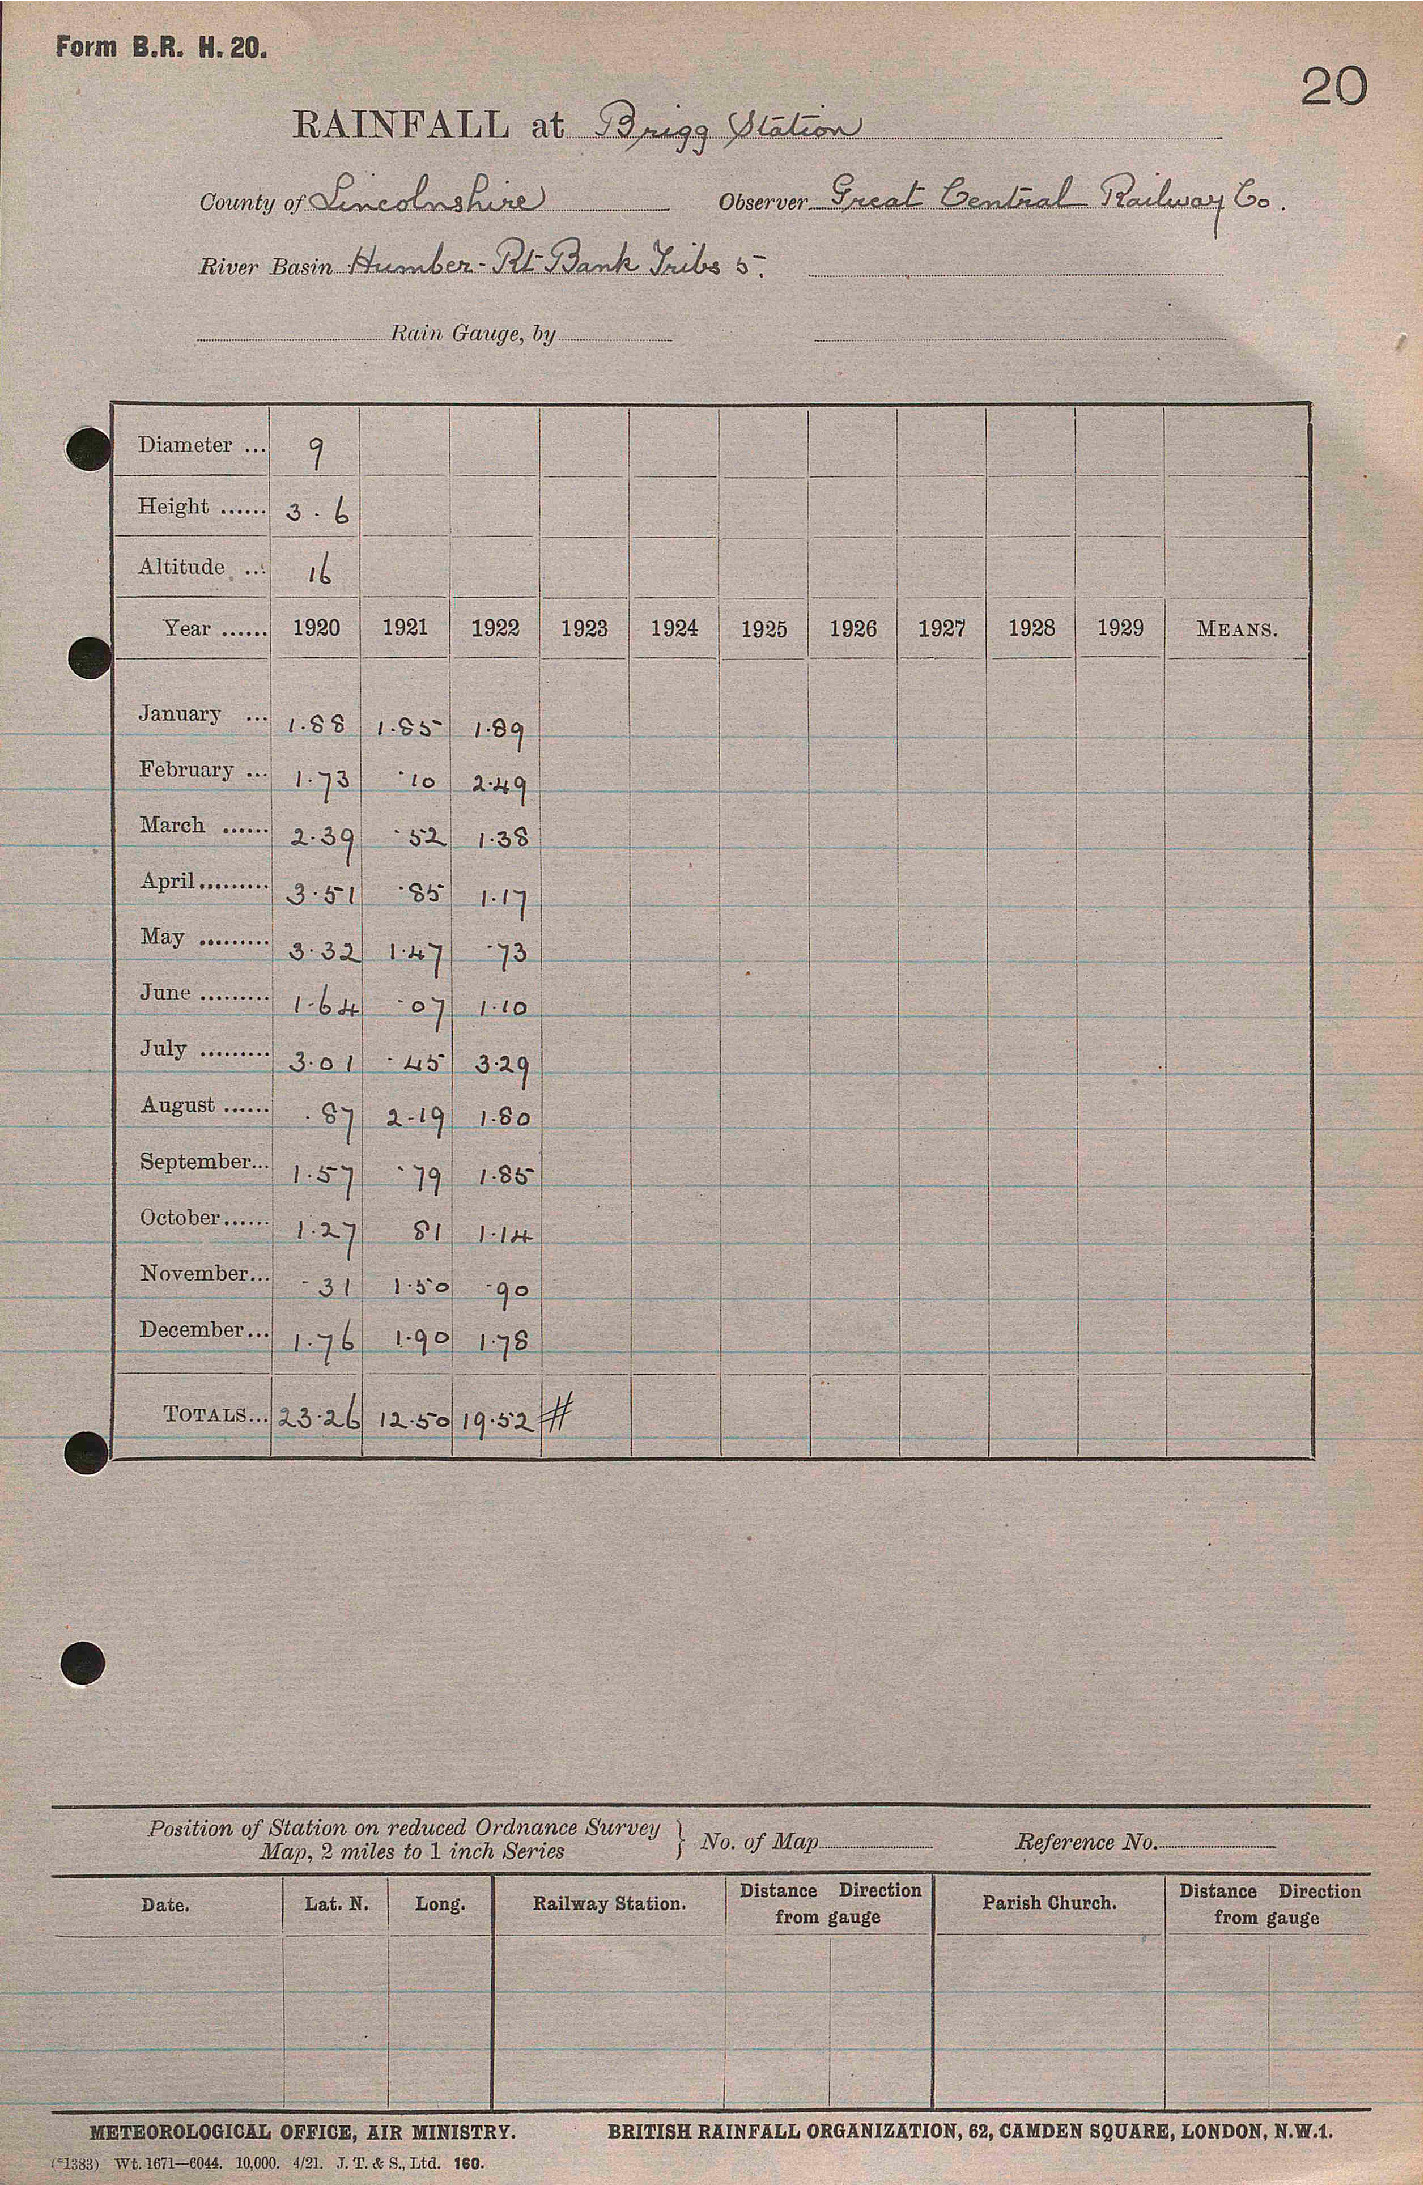 Form B.R. H. 20.
20
RAINFALL at Brigg Station
County of Lincolnshire Observer Great Central Railway Co.
River Basin Humber - Rt Bank Tribs 5.
Rain Gauge, by
Diameter ... 9
Height ...... 3 . 6
Altitude ... 16
Year ...... 1920 1921 1922 1923 1924 1925 1926 1927 1928 1929 MEANS.
January ... 1.88 1.85 1.89
February ... 1.73 .10 2.49
March ...... 2.39 .52 1.38
April ......... 3.51 .85 1.17
May ......... 3.32 1.47 .73
June ......... 1.64 .07 1.10
July ......... 3.01 .45 3.29
August ...... .87 2.19 1.80
September... 1.57 .79 1.85
October ...... 1.27 81 1.14
November... .31 1.50 .90
December... 1.76 1.90 1.78
TOTALS... 23.26 12.50 19.52 #
Position of Station on reduced Ordnance Survey
Map, 2 miles to 1 inch Series } No. of Map Reference No.
Date. Lat. N. Long. Railway Station. Distance Direction from gauge Parish Church. Distance Direction from gauge
METEOROLOGICAL OFFICE, AIR MINISTRY. BRITISH RAINFALL ORGANIZATION, 62, CAMDEN SQUARE, LONDON, N.W.1.
(*1383) Wt. 1671—6044. 10,000. 4/21. J. T. & S., Ltd. 160.